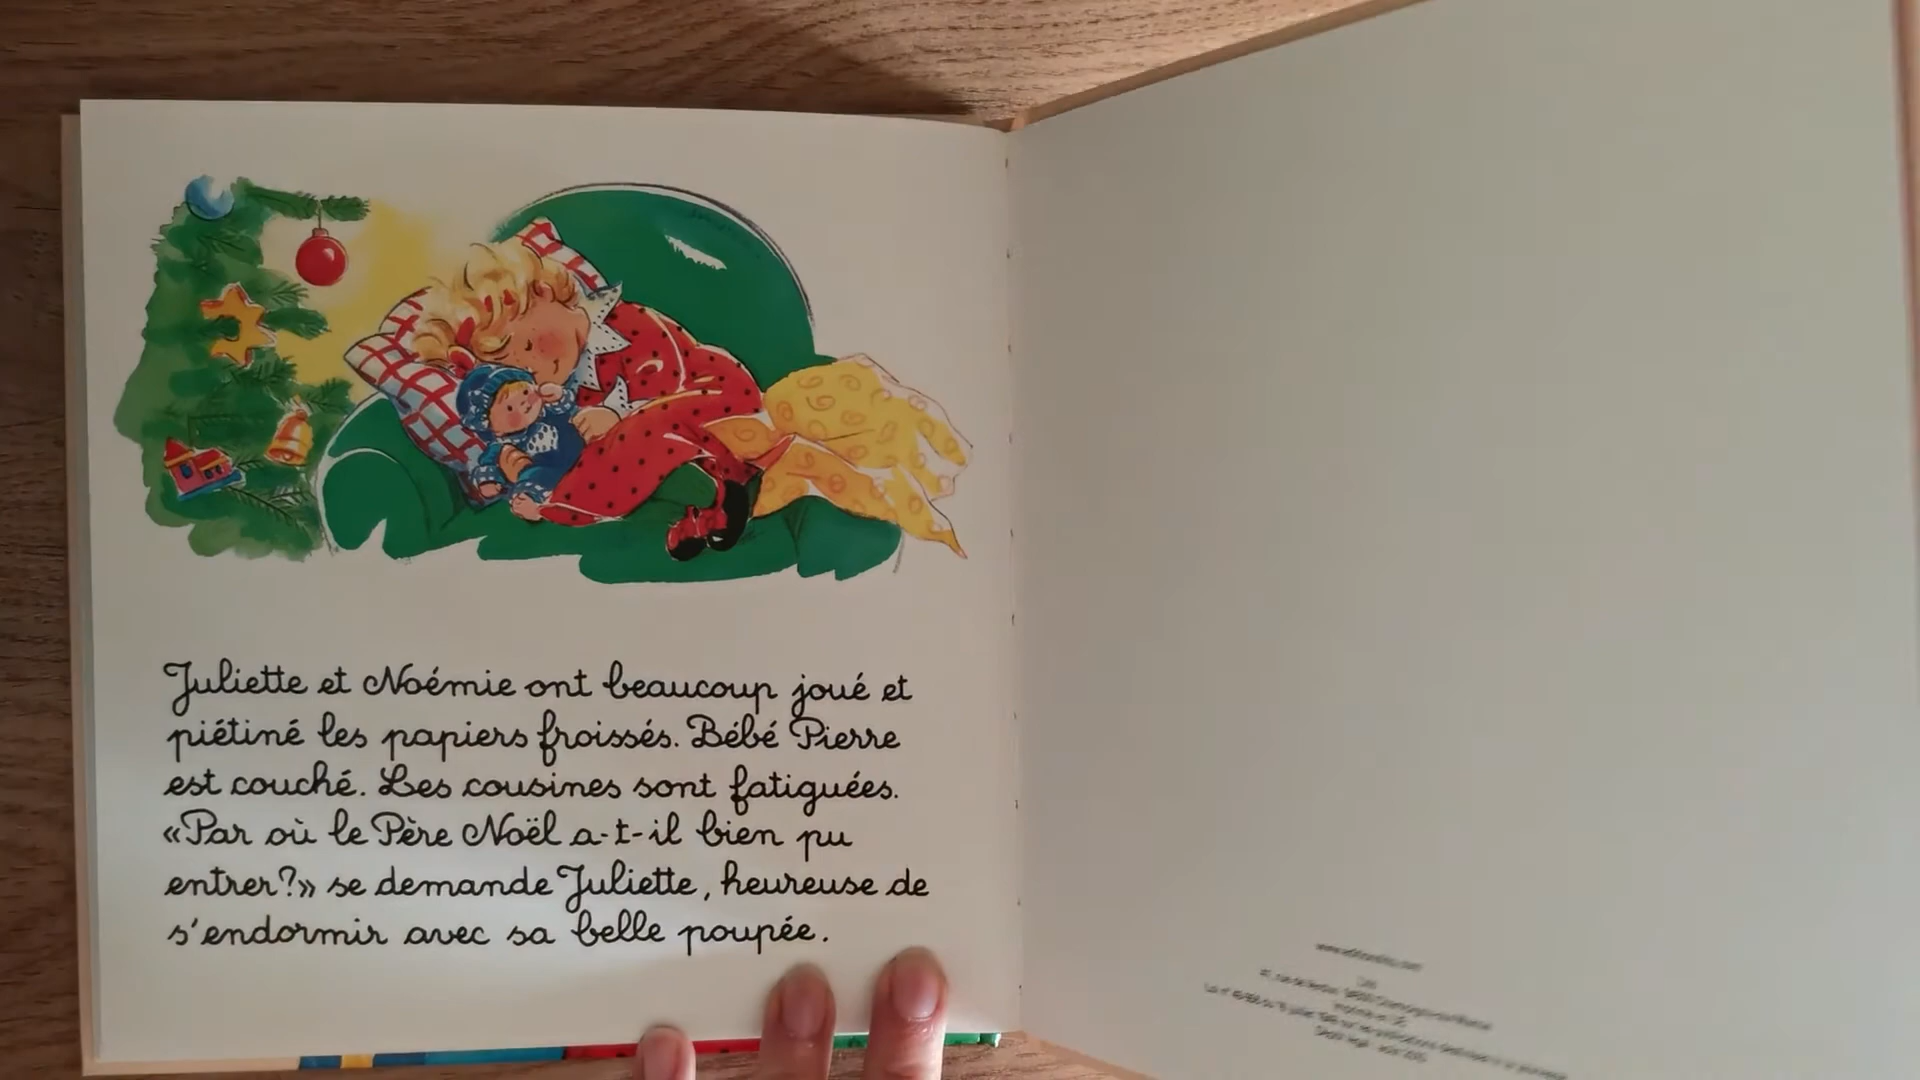 Juliette et Noémie ont beaucoup joué et
piétiné les papiers froissés. Bébé Pierre
est couché. Les cousines sont fatiguées.
«Par où le Père Noël a-t-il bien pu
entrer?» se demande Juliette, heureuse de
s'endormir avec sa belle poupée.